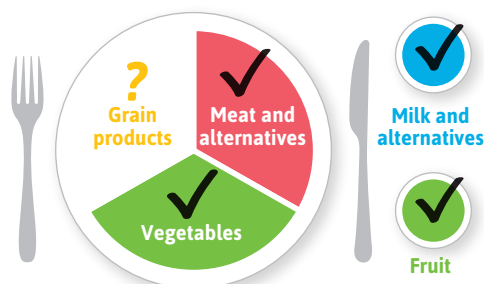 ?
Grain
products
Meat and
alternatives
Vegetables
Milk and
alternatives
Fruit